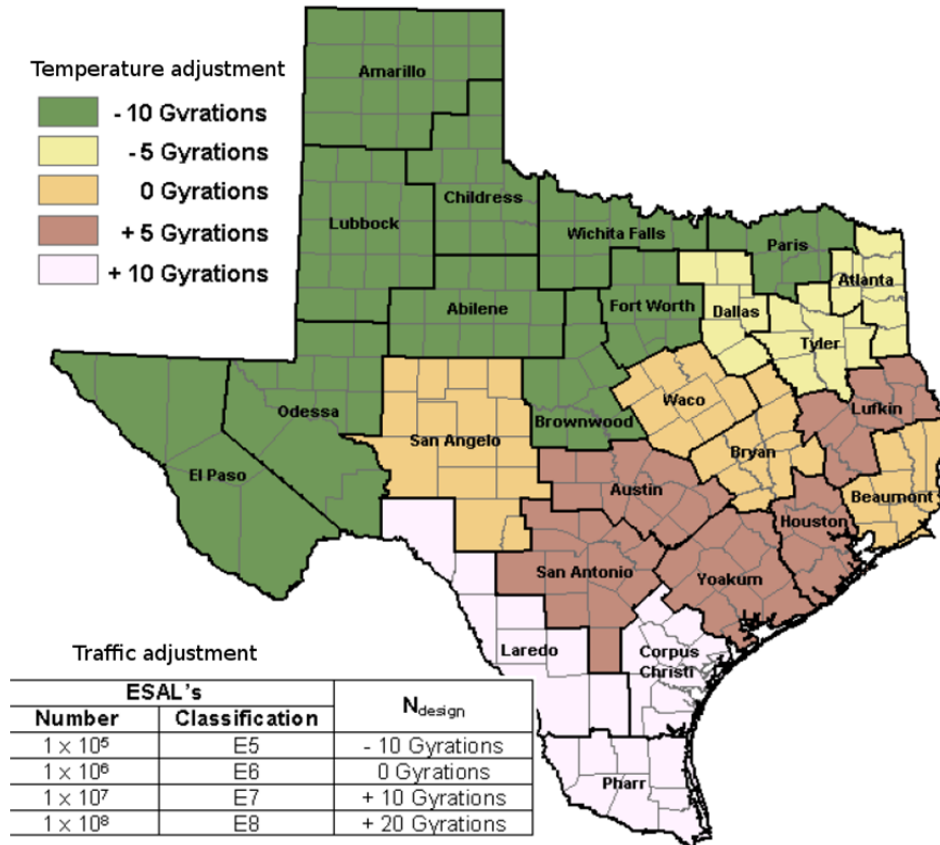 Temperature adjustment
- 10 Gvrations
- 5 Gyrations
0 Gyrations
+ 5 Gyrations
+ 10 Gyrations
Amarillo
Lubbock
Childress
Wichita Falls
Paris
Atlanta
Abilene
Fort Worth
Dallas
Tyler
Odessa
El Paso
San Angelo
Brownwood
Waco
Bryan
Lufkin
Beaumont
Austin
Houston
San Antonio
Yoakum
Laredo
Corpus
Christi
Pharr
Traffic adjustment
ESAL's N_design
Number Classification
1 x 10⁵ E5 - 10 Gyrations
1 x 10⁶ E6 0 Gyrations
1 x 10⁷ E7 + 10 Gyrations
1 x 10⁸ E8 + 20 Gyrations